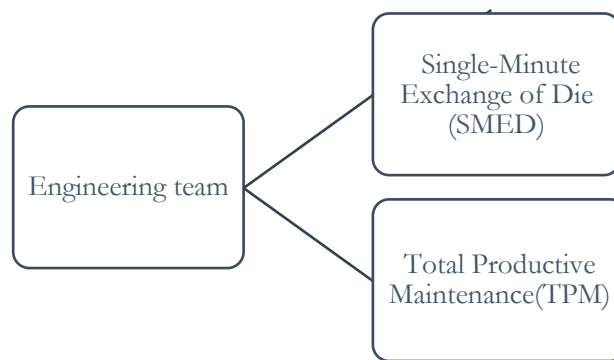 Single-Minute
Exchange of Die
(SMED)
Engineering team
Total Productive
Maintenance(TPM)